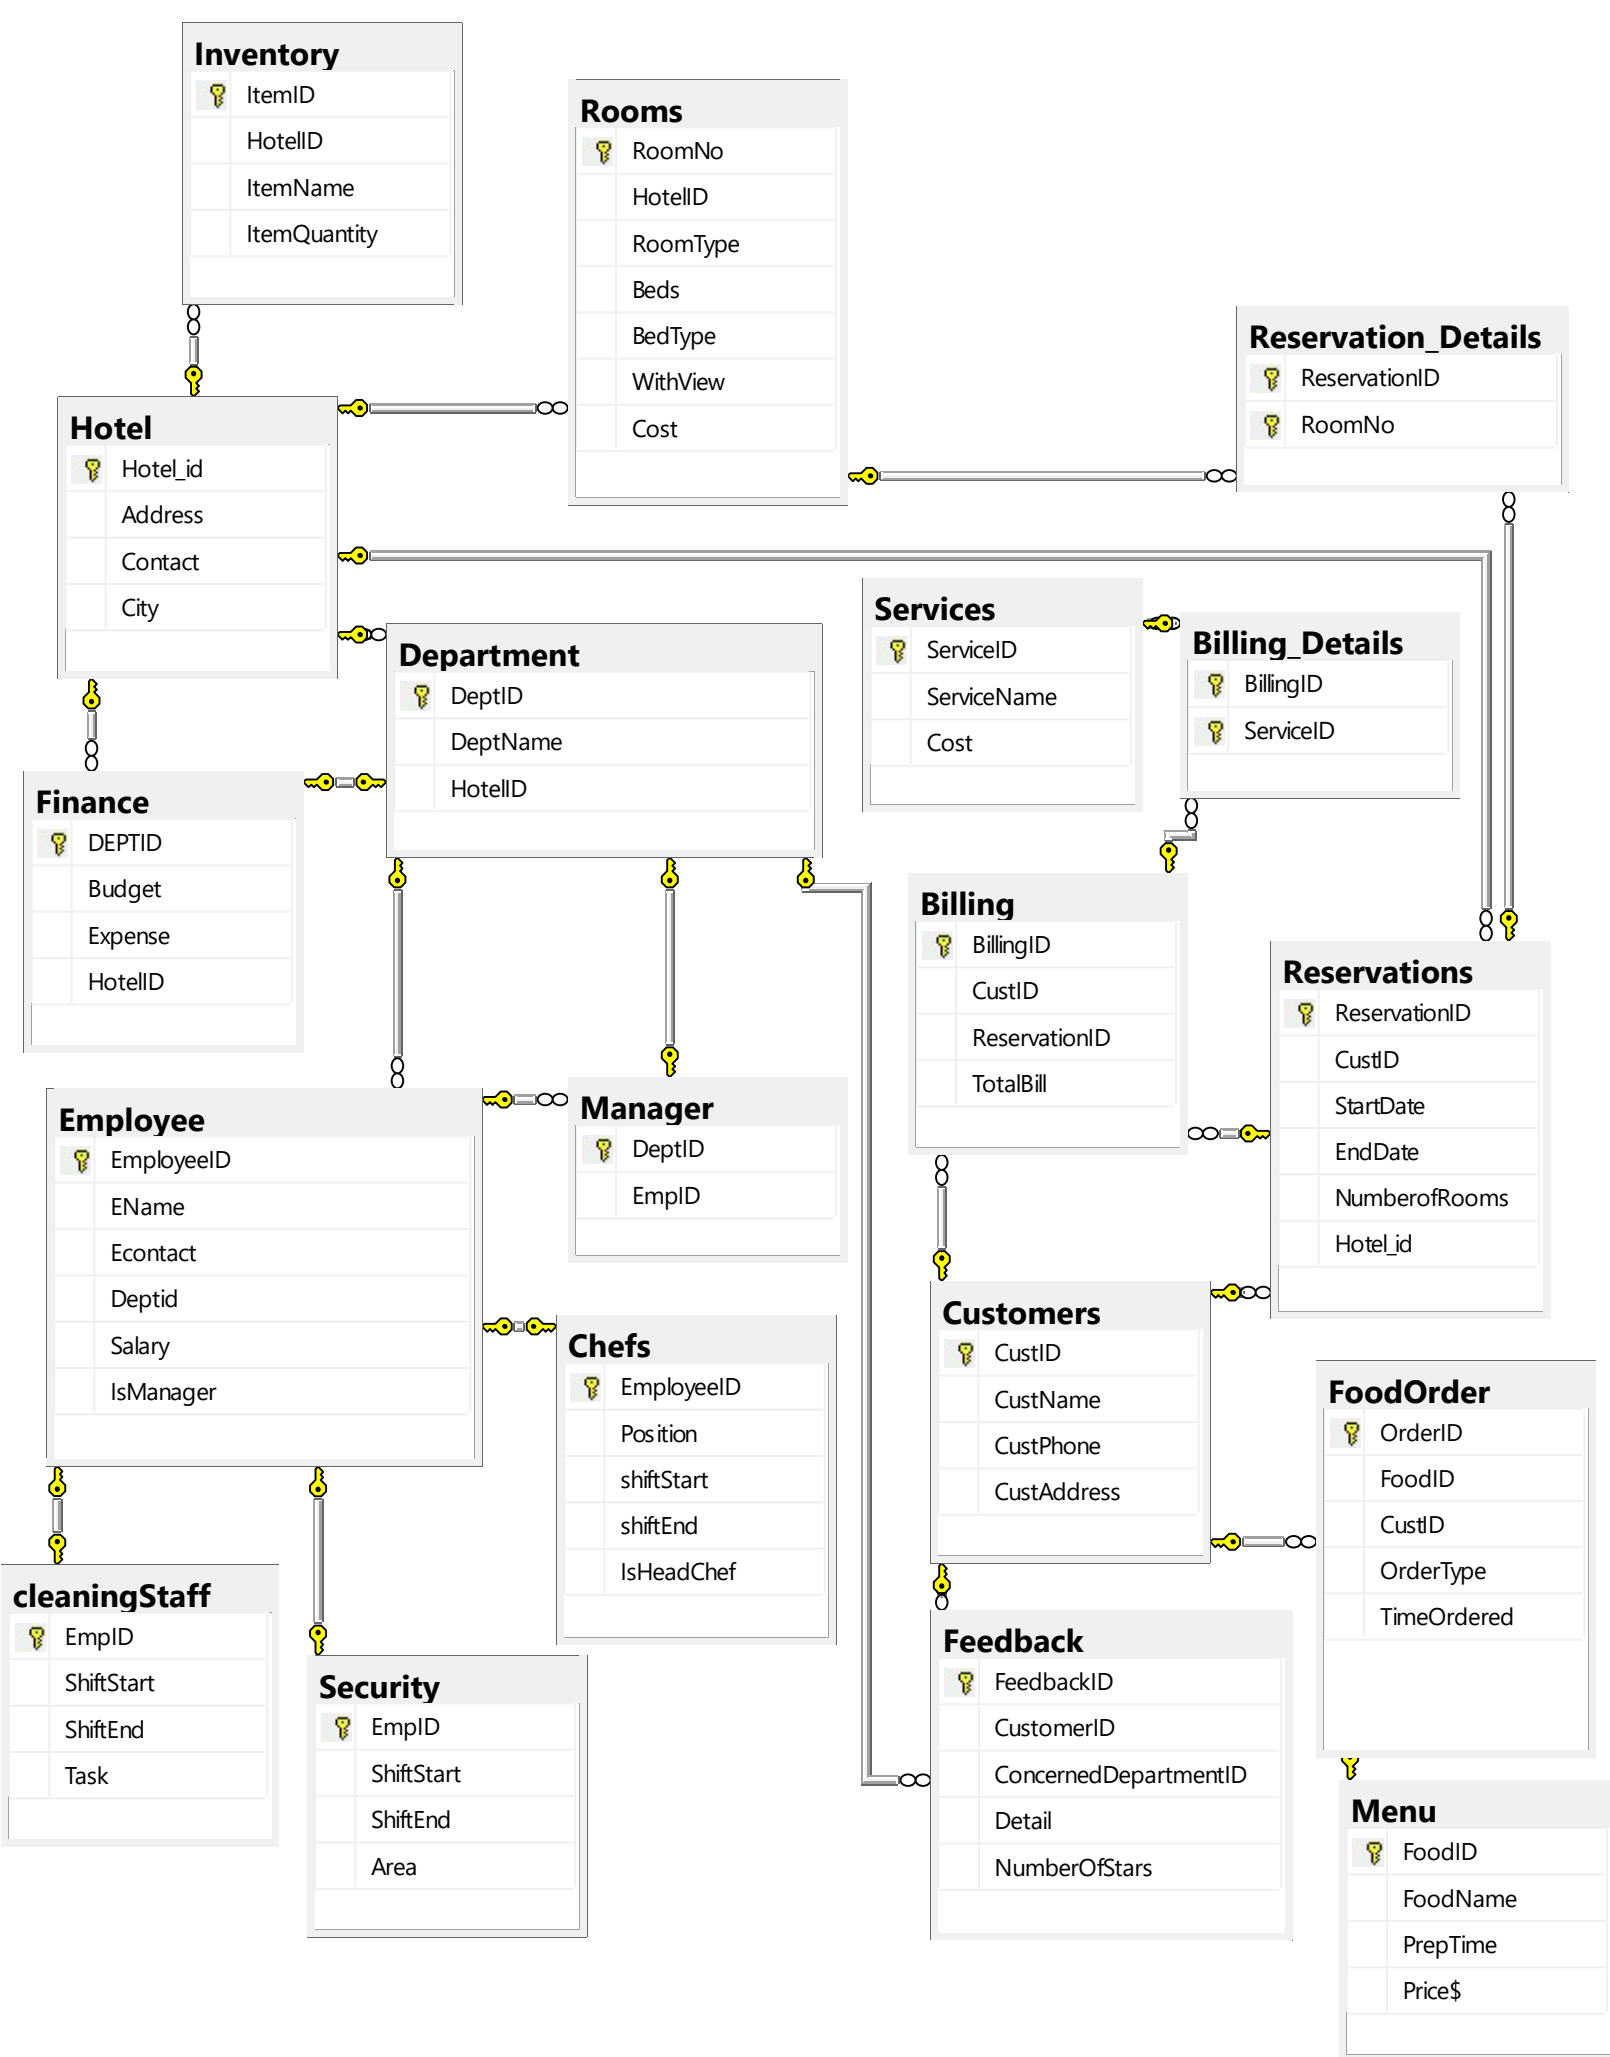 Inventory
ItemID
HotelID
ItemName
ItemQuantity
Rooms
RoomNo
HotelID
RoomType
Beds
BedType
WithView
Cost
Reservation_Details
ReservationID
RoomNo
Hotel
Hotel_id
Address
Contact
City
Department
DeptID
DeptName
HotelID
Services
ServiceID
ServiceName
Cost
Billing_Details
BillingID
ServiceID
Finance
DEPTID
Budget
Expense
HotelID
Billing
BillingID
CustID
ReservationID
TotalBill
Reservations
ReservationID
CustID
StartDate
EndDate
NumberofRooms
Hotel_id
Employee
EmployeeID
EName
Econtact
Deptid
Salary
IsManager
Manager
DeptID
EmpID
Chefs
EmployeeID
Position
shiftStart
shiftEnd
IsHeadChef
Customers
CustID
CustName
CustPhone
CustAddress
FoodOrder
OrderID
FoodID
CustID
OrderType
TimeOrdered
cleaningStaff
EmpID
ShiftStart
ShiftEnd
Task
Security
EmpID
ShiftStart
ShiftEnd
Area
Feedback
FeedbackID
CustomerID
ConcernedDepartmentID
Detail
NumberOfStars
Menu
FoodID
FoodName
PrepTime
Price$